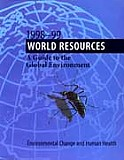 1998-99
WORLD RESOURCES
A Guide to the
Global Environment
Environmental Change and Human Health